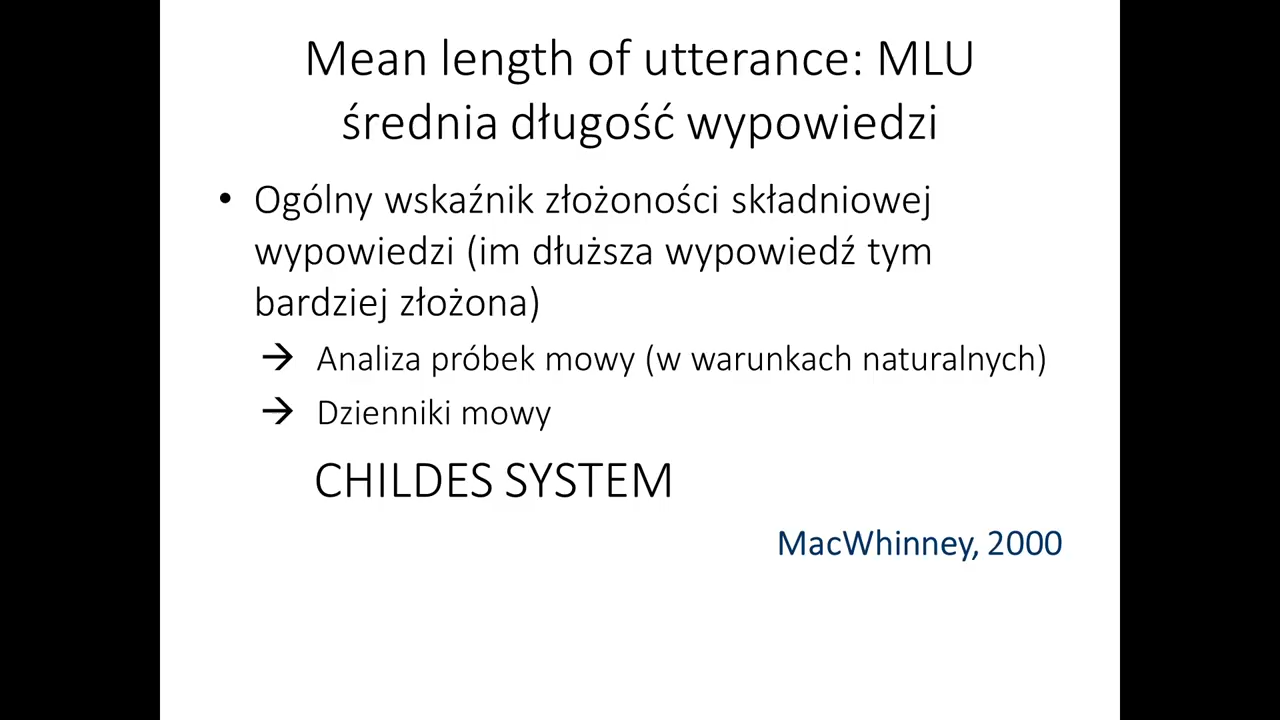 Mean length of utterance: MLU
średnia długość wypowiedzi
• Ogólny wskaźnik złożoności składniowej
wypowiedzi (im dłuższa wypowiedź tym
bardziej złożona)
→ Analiza próbek mowy (w warunkach naturalnych)
→ Dzienniki mowy
CHILDES SYSTEM
MacWhinney, 2000